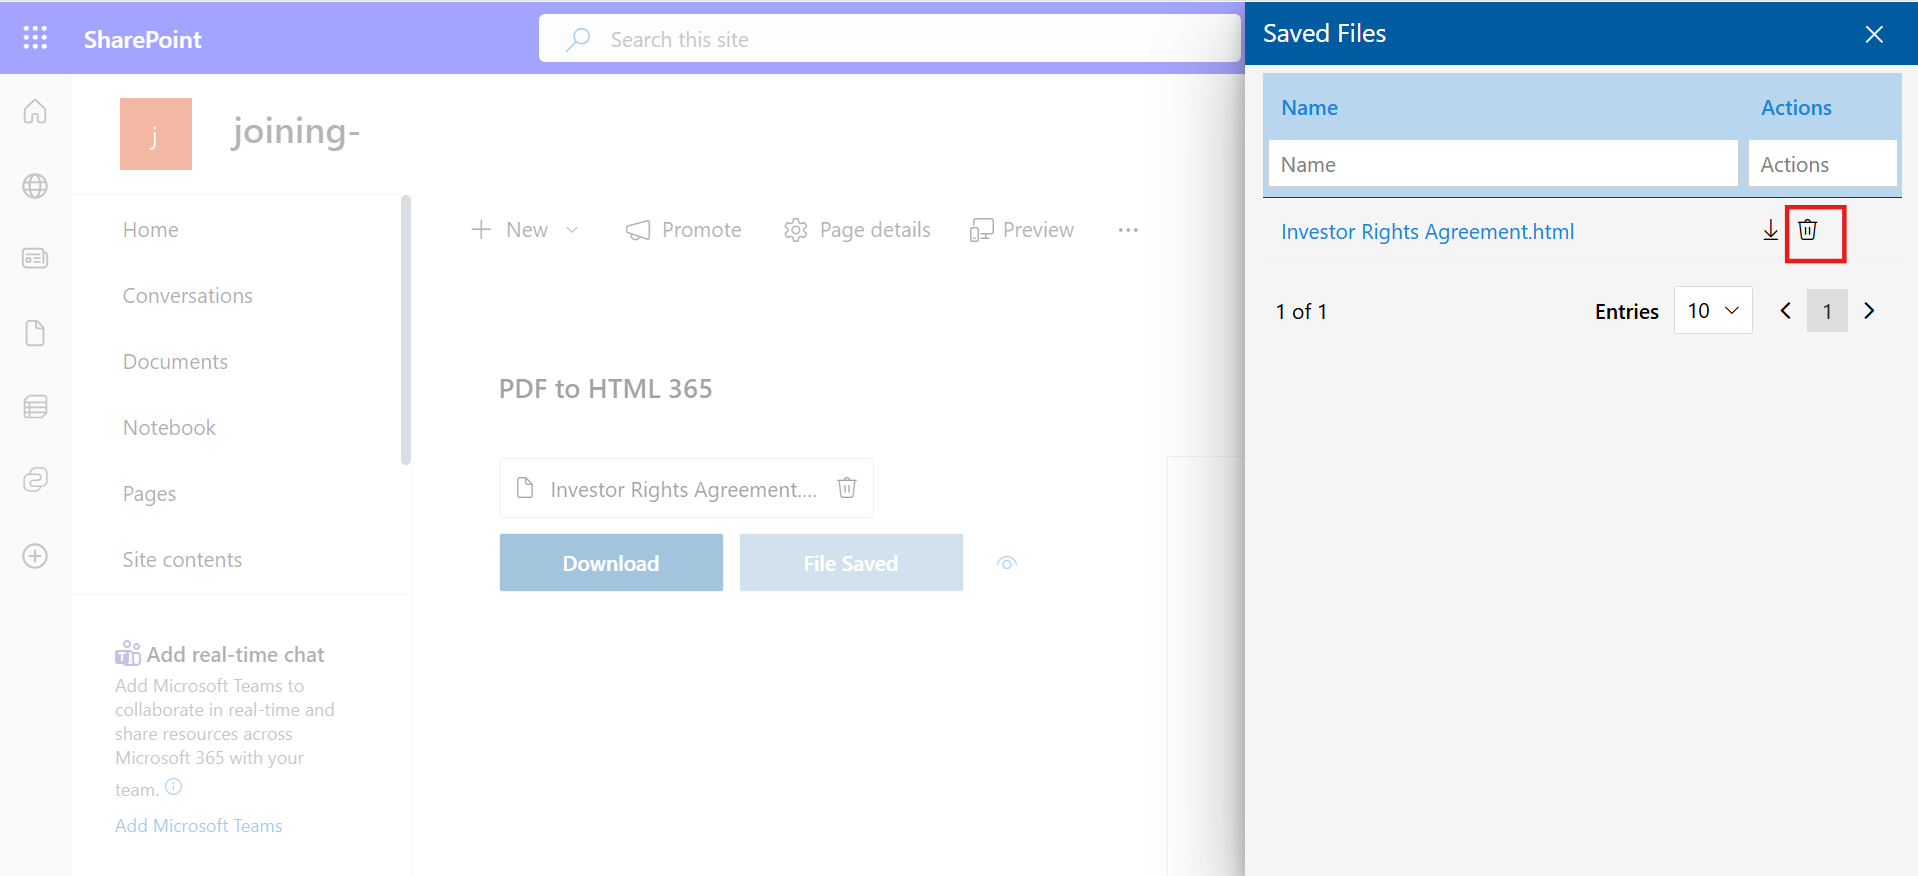 SharePoint
Search this site
j
joining-
Home
Conversations
Documents
Notebook
Pages
Site contents
Add real-time chat
Add Microsoft Teams to
collaborate in real-time and
share resources across
Microsoft 365 with your
team.
Add Microsoft Teams
New
Promote
Page details
Preview
PDF to HTML 365
Investor Rights Agreement....
Download
File Saved
Saved Files
Name
Actions
Name
Actions
Investor Rights Agreement.html
1 of 1
Entries
10
1